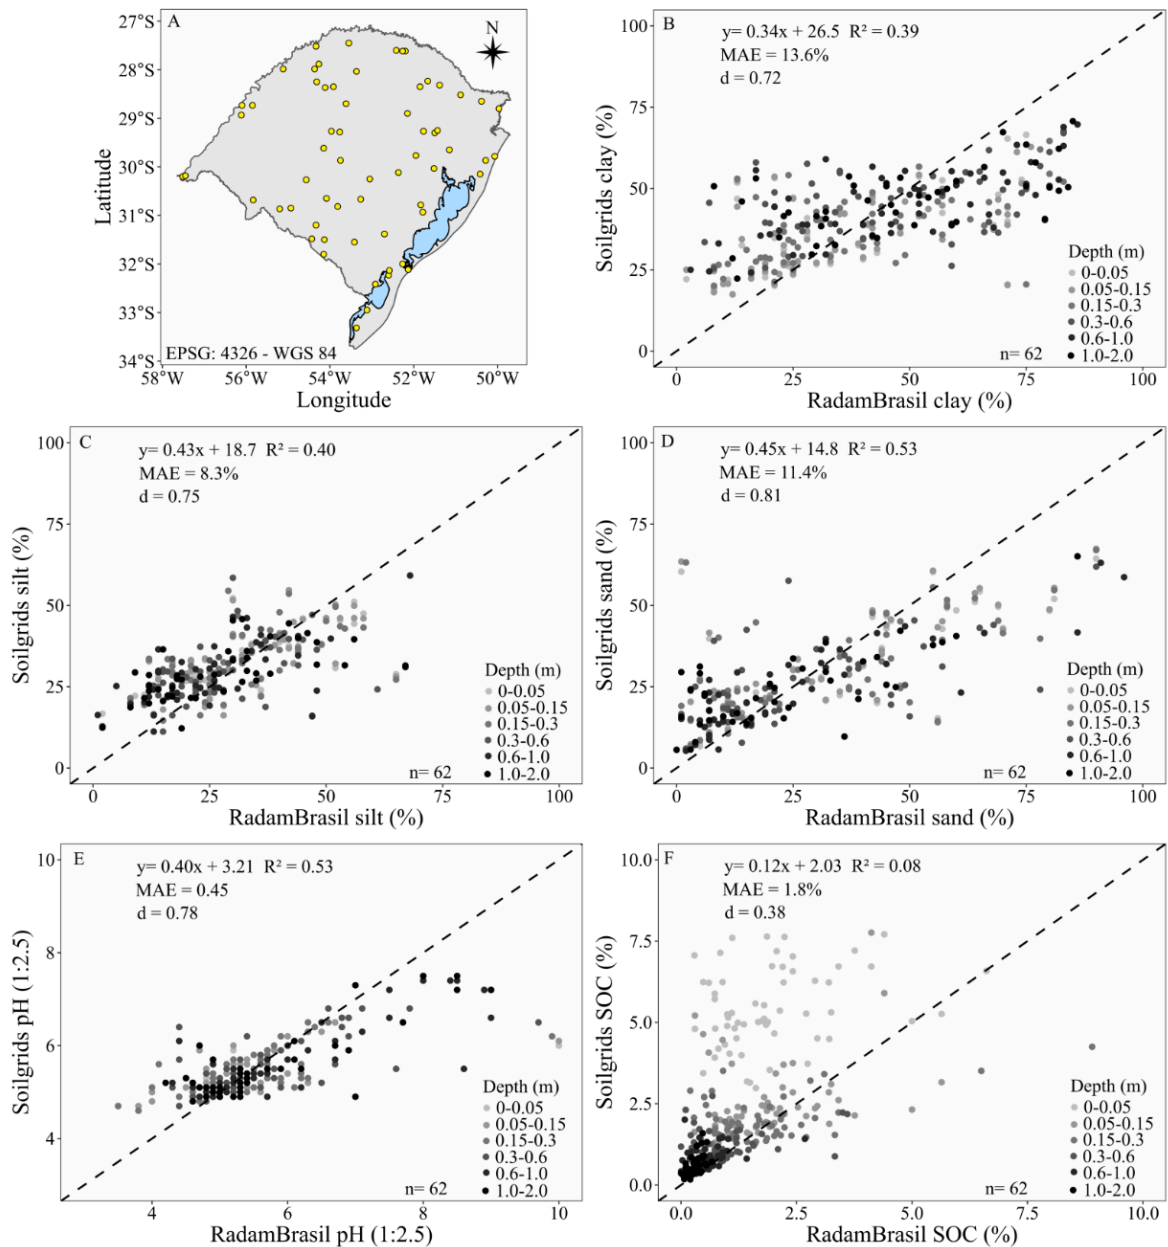 A
N
27°S
28°S
29°S
30°S
31°S
32°S
33°S
34°S
Latitude
EPSG: 4326 - WGS 84
58°W 56°W 54°W 52°W 50°W
Longitude
B
y= 0.34x + 26.5 R² = 0.39
MAE = 13.6%
d = 0.72
100
75
50
25
0
Soilgrids clay (%)
Depth (m)
0-0.05
0.05-0.15
0.15-0.3
0.3-0.6
0.6-1.0
1.0-2.0
n= 62
0 25 50 75 100
RadamBrasil clay (%)
C
y= 0.43x + 18.7 R² = 0.40
MAE = 8.3%
d = 0.75
100
75
50
25
0
Soilgrids silt (%)
Depth (m)
0-0.05
0.05-0.15
0.15-0.3
0.3-0.6
0.6-1.0
1.0-2.0
n= 62
0 25 50 75 100
RadamBrasil silt (%)
D
y= 0.45x + 14.8 R² = 0.53
MAE = 11.4%
d = 0.81
100
75
50
25
0
Soilgrids sand (%)
Depth (m)
0-0.05
0.05-0.15
0.15-0.3
0.3-0.6
0.6-1.0
1.0-2.0
n= 62
0 25 50 75 100
RadamBrasil sand (%)
E
y= 0.40x + 3.21 R² = 0.53
MAE = 0.45
d = 0.78
10
8
6
4
Soilgrids pH (1:2.5)
Depth (m)
0-0.05
0.05-0.15
0.15-0.3
0.3-0.6
0.6-1.0
1.0-2.0
n= 62
4 6 8 10
RadamBrasil pH (1:2.5)
F
y= 0.12x + 2.03 R² = 0.08
MAE = 1.8%
d = 0.38
10.0
7.5
5.0
2.5
0.0
Soilgrids SOC (%)
Depth (m)
0-0.05
0.05-0.15
0.15-0.3
0.3-0.6
0.6-1.0
1.0-2.0
n= 62
0.0 2.5 5.0 7.5 10.0
RadamBrasil SOC (%)